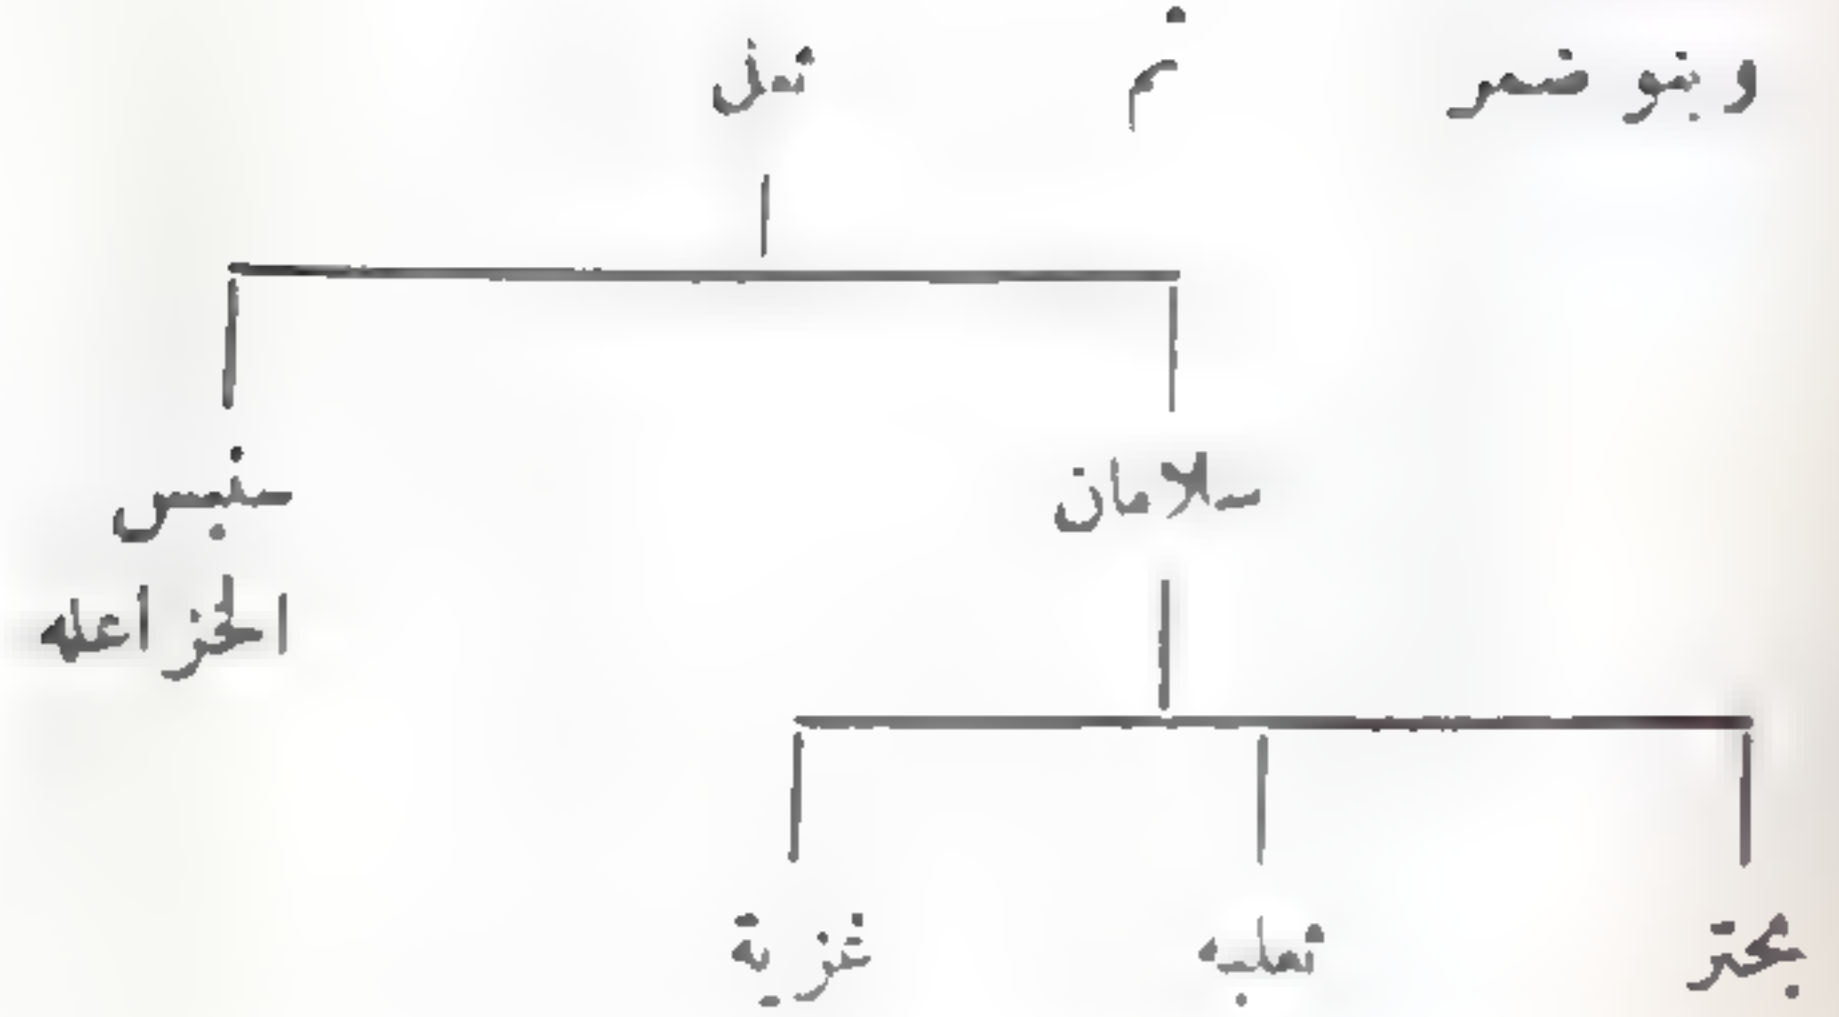 وبنو ضمر ثم ثعل
سلامان سنبس
الخزاعله
بحتر ثعلبه غزية